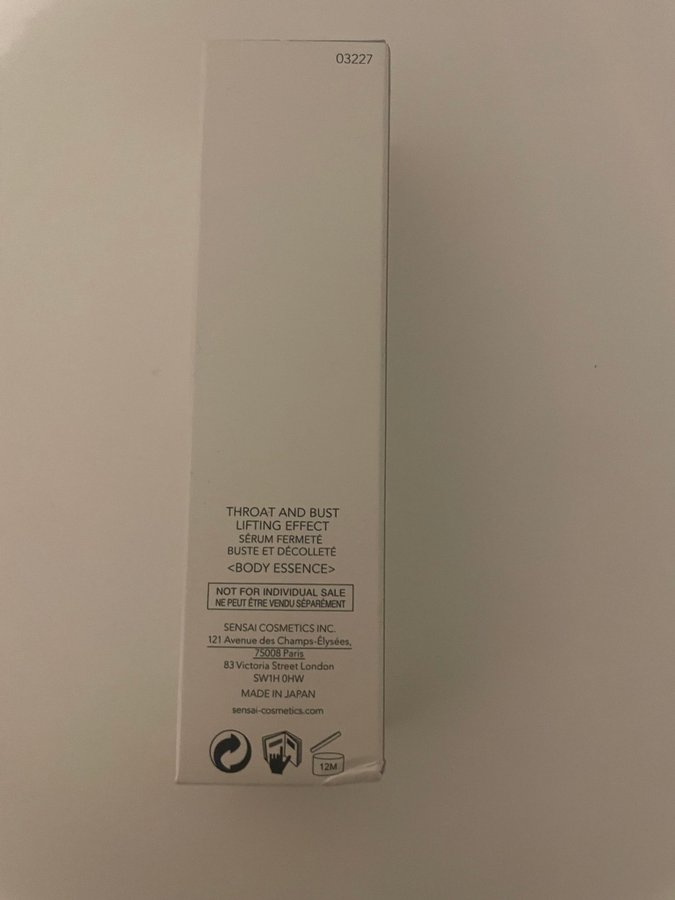 03227
THROAT AND BUST
LIFTING EFFECT
SÉRUM FERMETÉ
BUSTE ET DÉCOLLETÉ
<BODY ESSENCE>
NOT FOR INDIVIDUAL SALE
NE PEUT ÊTRE VENDU SÉPARÉMENT
SENSAI COSMETICS INC.
121 Avenue des Champs-Élysées,
75008 Paris
83 Victoria Street London
SW1H 0HW
MADE IN JAPAN
sensai-cosmetics.com
12M